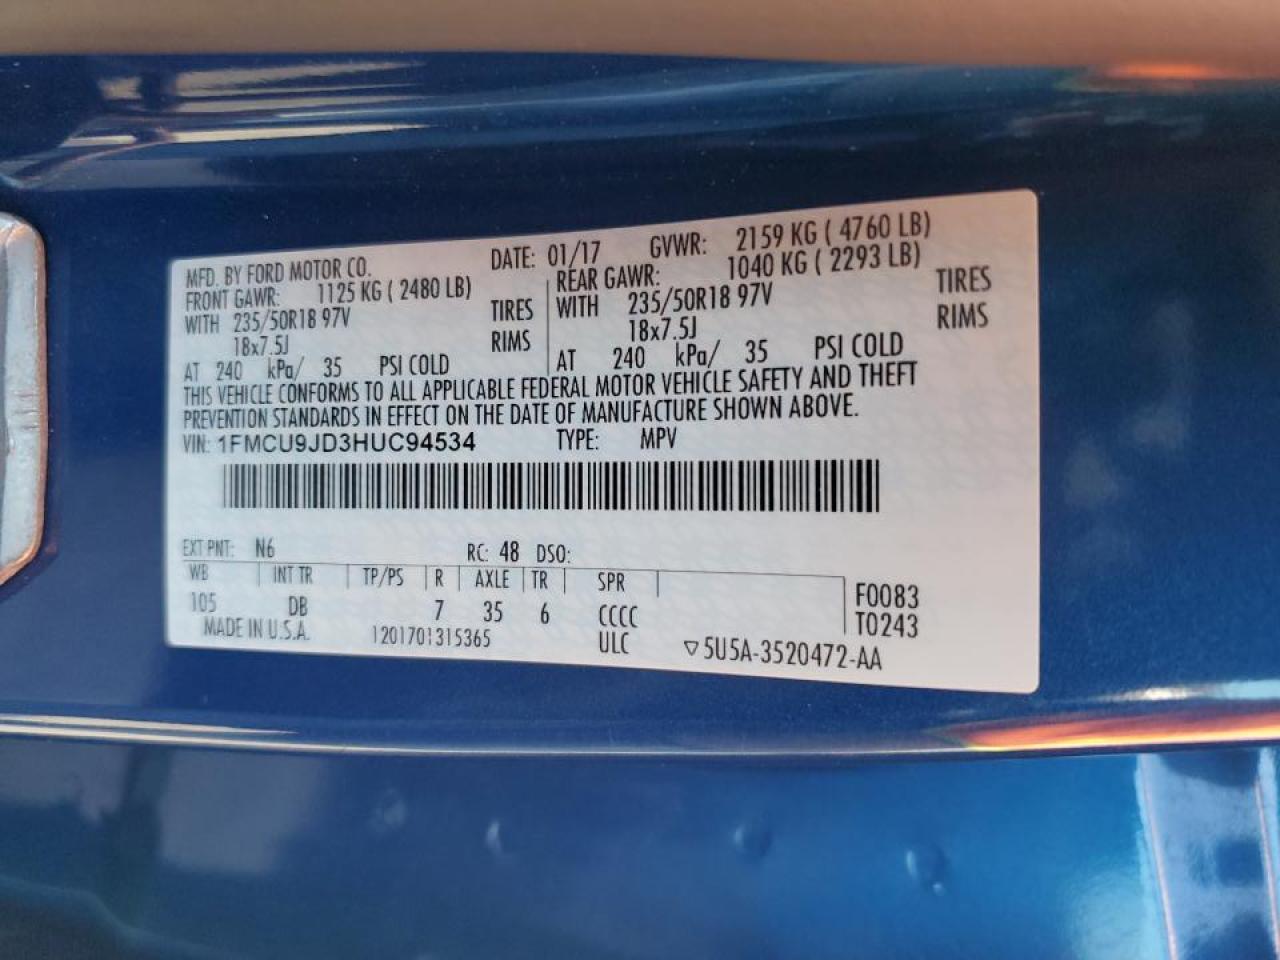 MFD. BY FORD MOTOR CO. DATE: 01/17 GVWR: 2159 KG ( 4760 LB)
FRONT GAWR: 1125 KG ( 2480 LB) REAR GAWR: 1040 KG ( 2293 LB)
WITH 235/50R18 97V TIRES WITH 235/50R18 97V TIRES
18x7.5J RIMS 18x7.5J RIMS
AT 240 kPa/ 35 PSI COLD AT 240 kPa/ 35 PSI COLD
THIS VEHICLE CONFORMS TO ALL APPLICABLE FEDERAL MOTOR VEHICLE SAFETY AND THEFT
PREVENTION STANDARDS IN EFFECT ON THE DATE OF MANUFACTURE SHOWN ABOVE.
VIN: 1FMCU9JD3HUC94534 TYPE: MPV
EXT PNT: N6 RC: 48 DSO:
WB INT TR TP/PS R AXLE TR SPR F0083
105 DB 7 35 6 CCCC T0243
MADE IN U.S.A. 1201701315365 ULC ▽5U5A-3520472-AA